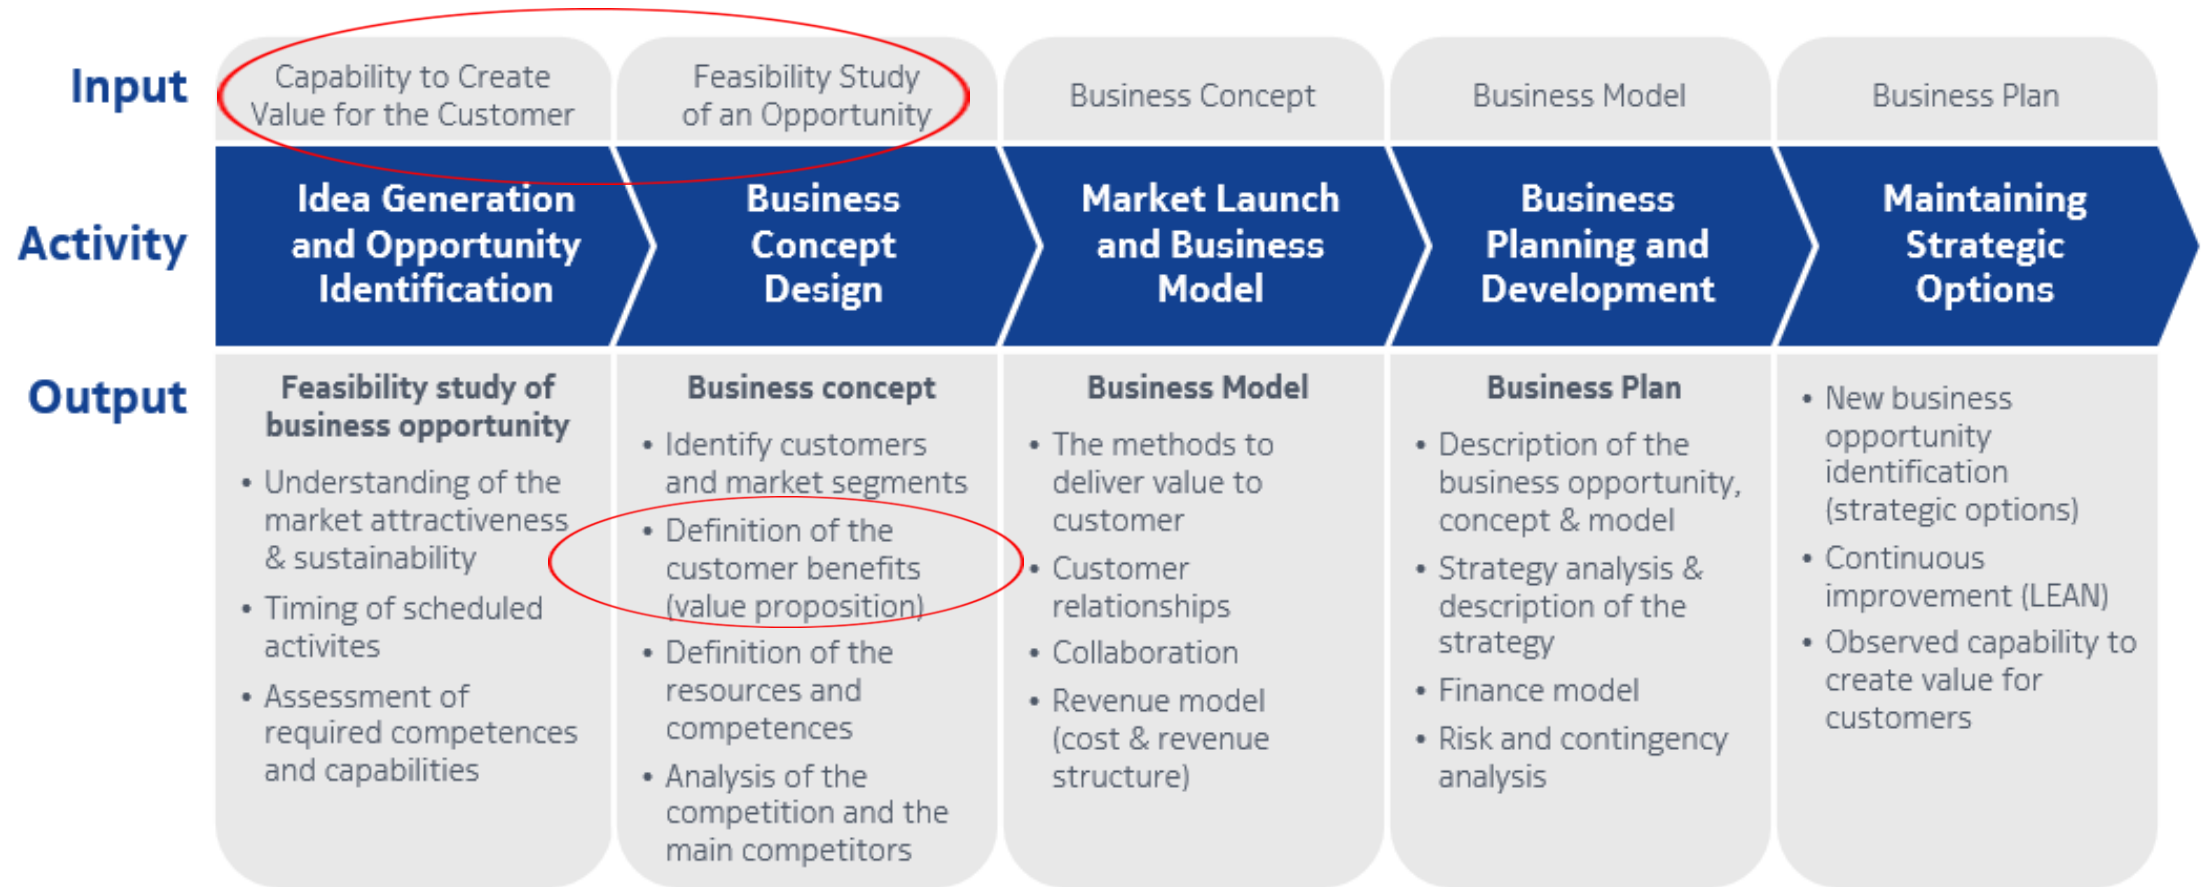 Input
Capability to Create
Value for the Customer
Feasibility Study
of an Opportunity
Business Concept
Business Model
Business Plan
Activity
Idea Generation
and Opportunity
Identification
Business
Concept
Design
Market Launch
and Business
Model
Business
Planning and
Development
Maintaining
Strategic
Options
Output
Feasibility study of
business opportunity
• Understanding of the
market attractiveness
& sustainability
• Timing of scheduled
activites
• Assessment of
required competences
and capabilities
Business concept
• Identify customers
and market segments
• Definition of the
customer benefits
(value proposition)
• Definition of the
resources and
competences
• Analysis of the
competition and the
main competitors
Business Model
• The methods to
deliver value to
customer
• Customer
relationships
• Collaboration
• Revenue model
(cost & revenue
structure)
Business Plan
• Description of the
business opportunity,
concept & model
• Strategy analysis &
description of the
strategy
• Finance model
• Risk and contingency
analysis
• New business
opportunity
identification
(strategic options)
• Continuous
improvement (LEAN)
• Observed capability to
create value for
customers